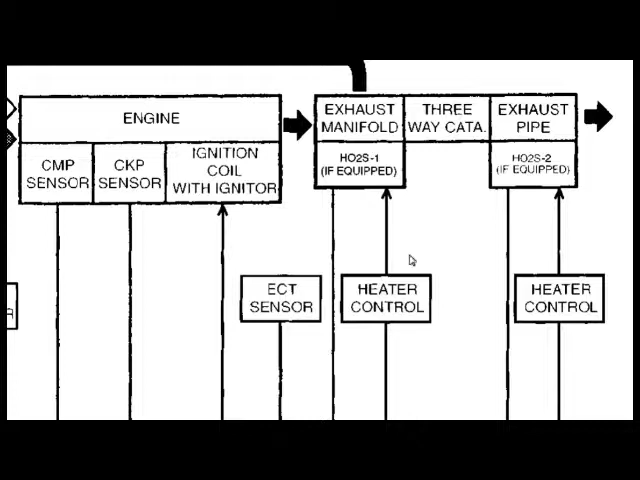 ENGINE
CMP
SENSOR
CKP
SENSOR
IGNITION
COIL
WITH IGNITOR
EXHAUST
MANIFOLD
THREE
WAY CATA.
EXHAUST
PIPE
HO2S-1
(IF EQUIPPED)
HO2S-2
(IF EQUIPPED)
ECT
SENSOR
HEATER
CONTROL
HEATER
CONTROL